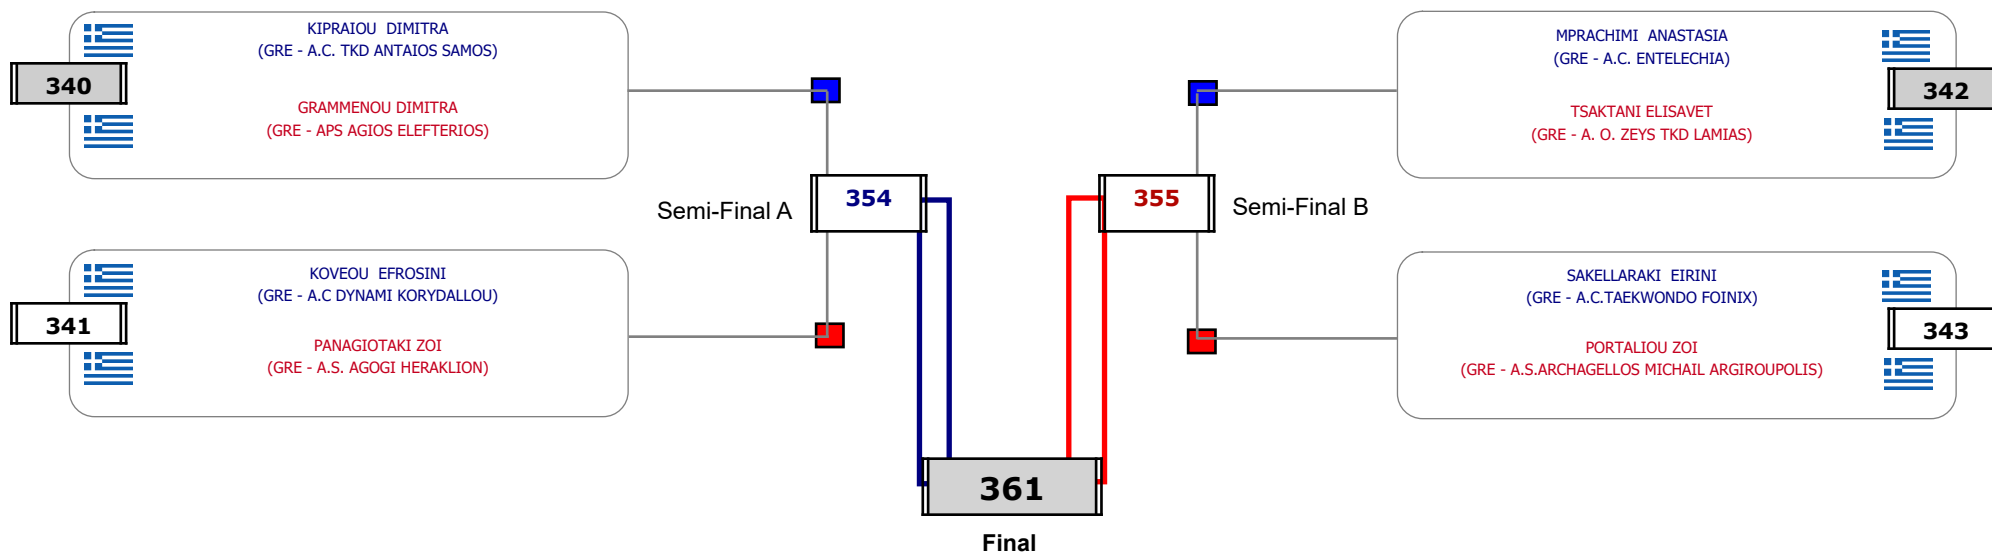 KIPRAIOU DIMITRA
(GRE - A.C. TKD ANTAIOS SAMOS)
340
GRAMMENOU DIMITRA
(GRE - APS AGIOS ELEFTERIOS)
MPRACHIMI ANASTASIA
(GRE - A.C. ENTELECHIA)
342
TSAKTANI ELISAVET
(GRE - A. O. ZEYS TKD LAMIAS)
Semi-Final A
354
355
Semi-Final B
KOVEOU EFROSINI
(GRE - A.C DYNAMI KORYDALLOU)
341
PANAGIOTAKI ZOI
(GRE - A.S. AGOGI HERAKLION)
SAKELLARAKI EIRINI
(GRE - A.C.TAEKWONDO FOINIX)
343
PORTALIOU ZOI
(GRE - A.S.ARCHAGELLOS MICHAIL ARGIROUPOLIS)
361
Final